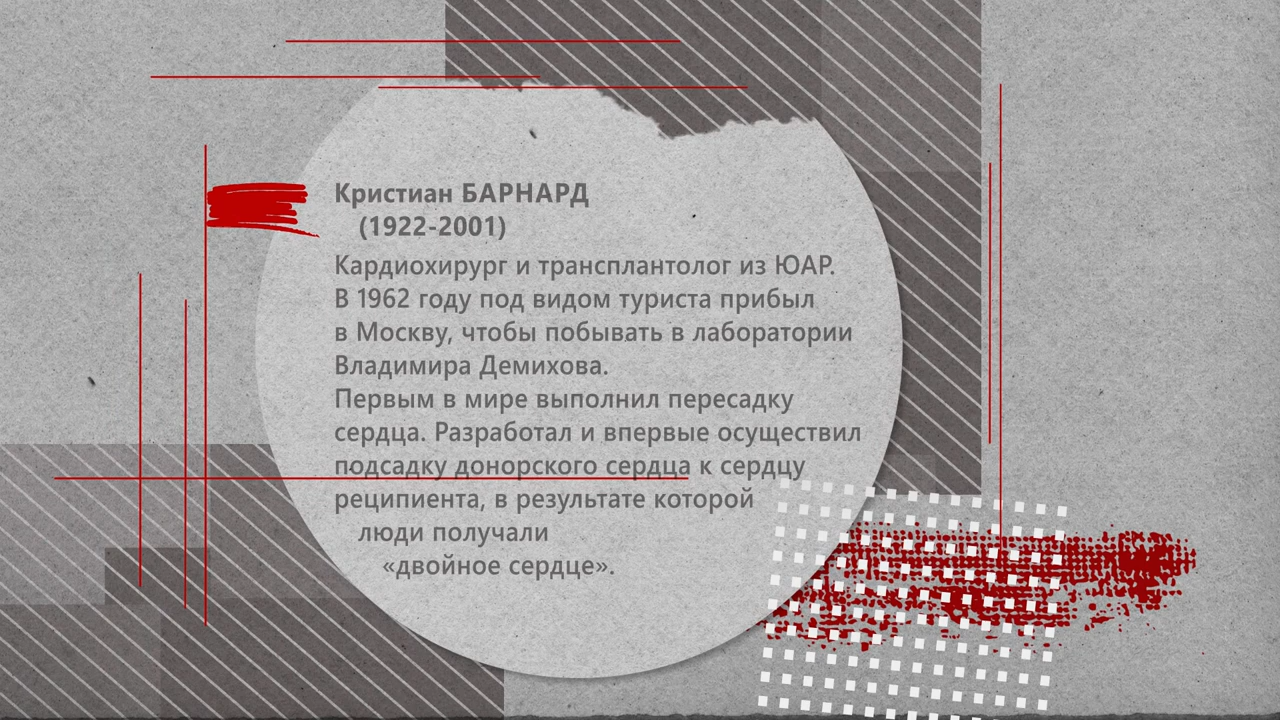 Кристиан БАРНАРД
(1922-2001)
Кардиохирург и трансплантолог из ЮАР.
В 1962 году под видом туриста прибыл
в Москву, чтобы побывать в лаборатории
Владимира Демихова.
Первым в мире выполнил пересадку
сердца. Разработал и впервые осуществил
подсадку донорского сердца к сердцу
реципиента, в результате которой
люди получали
«двойное сердце».